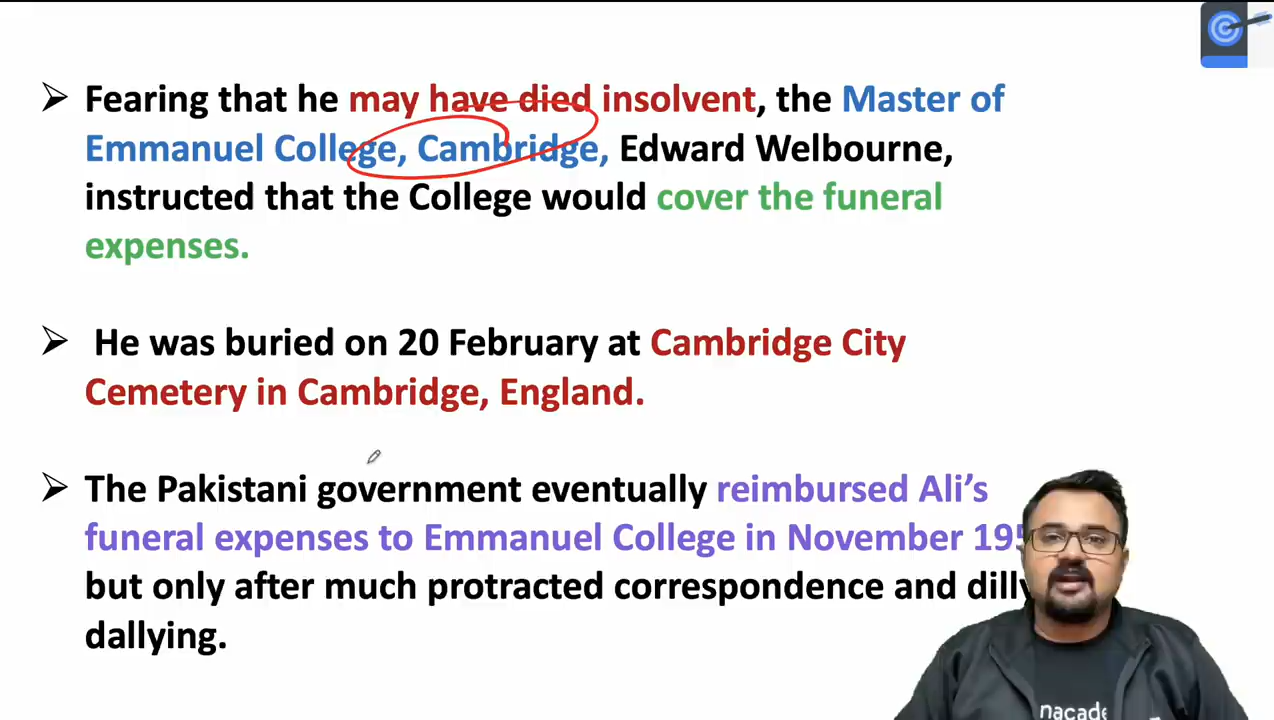 Fearing that he may have died insolvent, the Master of
Emmanuel College, Cambridge, Edward Welbourne,
instructed that the College would cover the funeral
expenses.
He was buried on 20 February at Cambridge City
Cemetery in Cambridge, England.
The Pakistani government eventually reimbursed Ali’s
funeral expenses to Emmanuel College in November
but only after much protracted correspondence and
dallying.